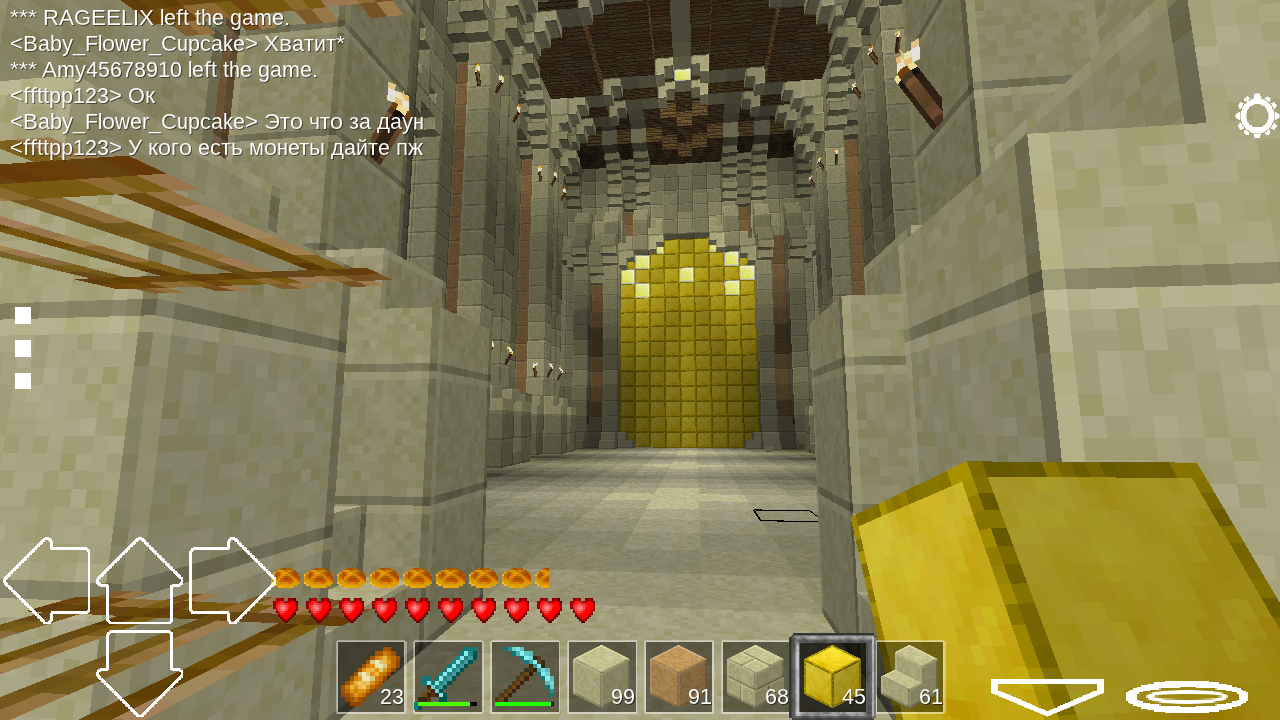 *** RAGEELIX left the game.
<Baby_Flower_Cupcake> Хватит*
*** Amy45678910 left the game.
<ffttpp123> Ок
<Baby_Flower_Cupcake> Это что за даун
<ffttpp123> У кого есть монеты дайте пж
23 99 91 68 45 61